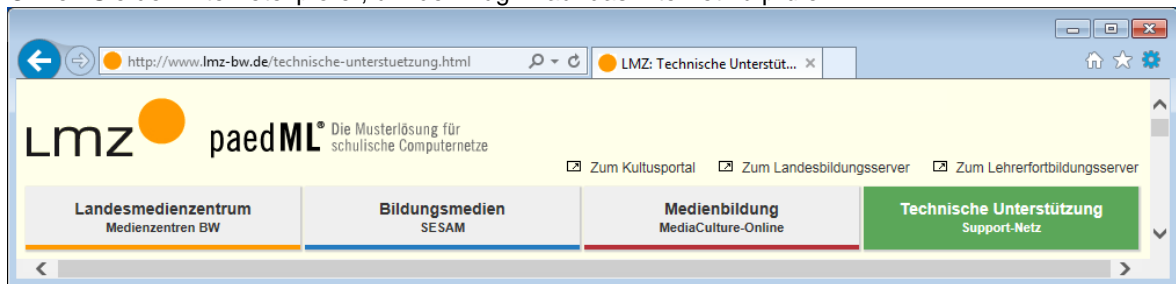 http://www.lmz-bw.de/technische-unterstuetzung.html
LMZ: Technische Unterstüt...
Lmz
paedML® Die Musterlösung für
schulische Computernetze
Zum Kultusportal Zum Landesbildungsserver Zum Lehrerfortbildungsserver
Landesmedienzentrum Bildungsmedien Medienbildung Technische Unterstützung
Medienzentren BW SESAM MediaCulture-Online Support-Netz